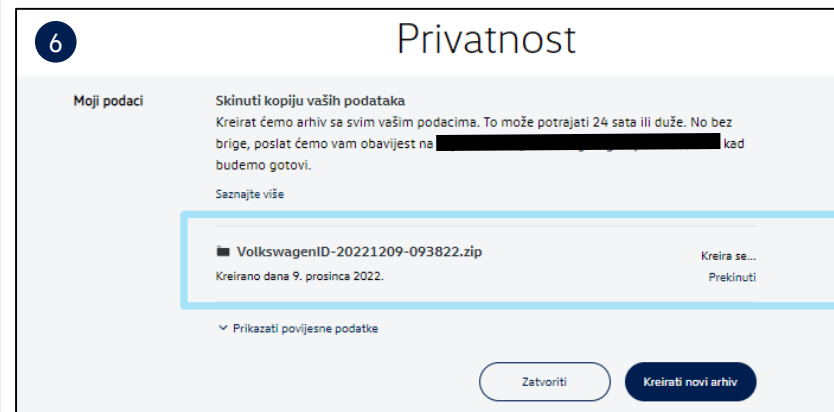 6
Privatnost
Moji podaci
Skinuti kopiju vaših podataka
Kreirat ćemo arhiv sa svim vašim podacima. To može potrajati 24 sata ili duže. No bez
brige, poslat ćemo vam obavijest na kad
budemo gotovi.
Saznajte više
VolkswagenID-20221209-093822.zip
Kreira se...
Kreirano dana 9. prosinca 2022.
Prekinuti
Prikazati povijesne podatke
Zatvoriti
Kreirati novi arhiv